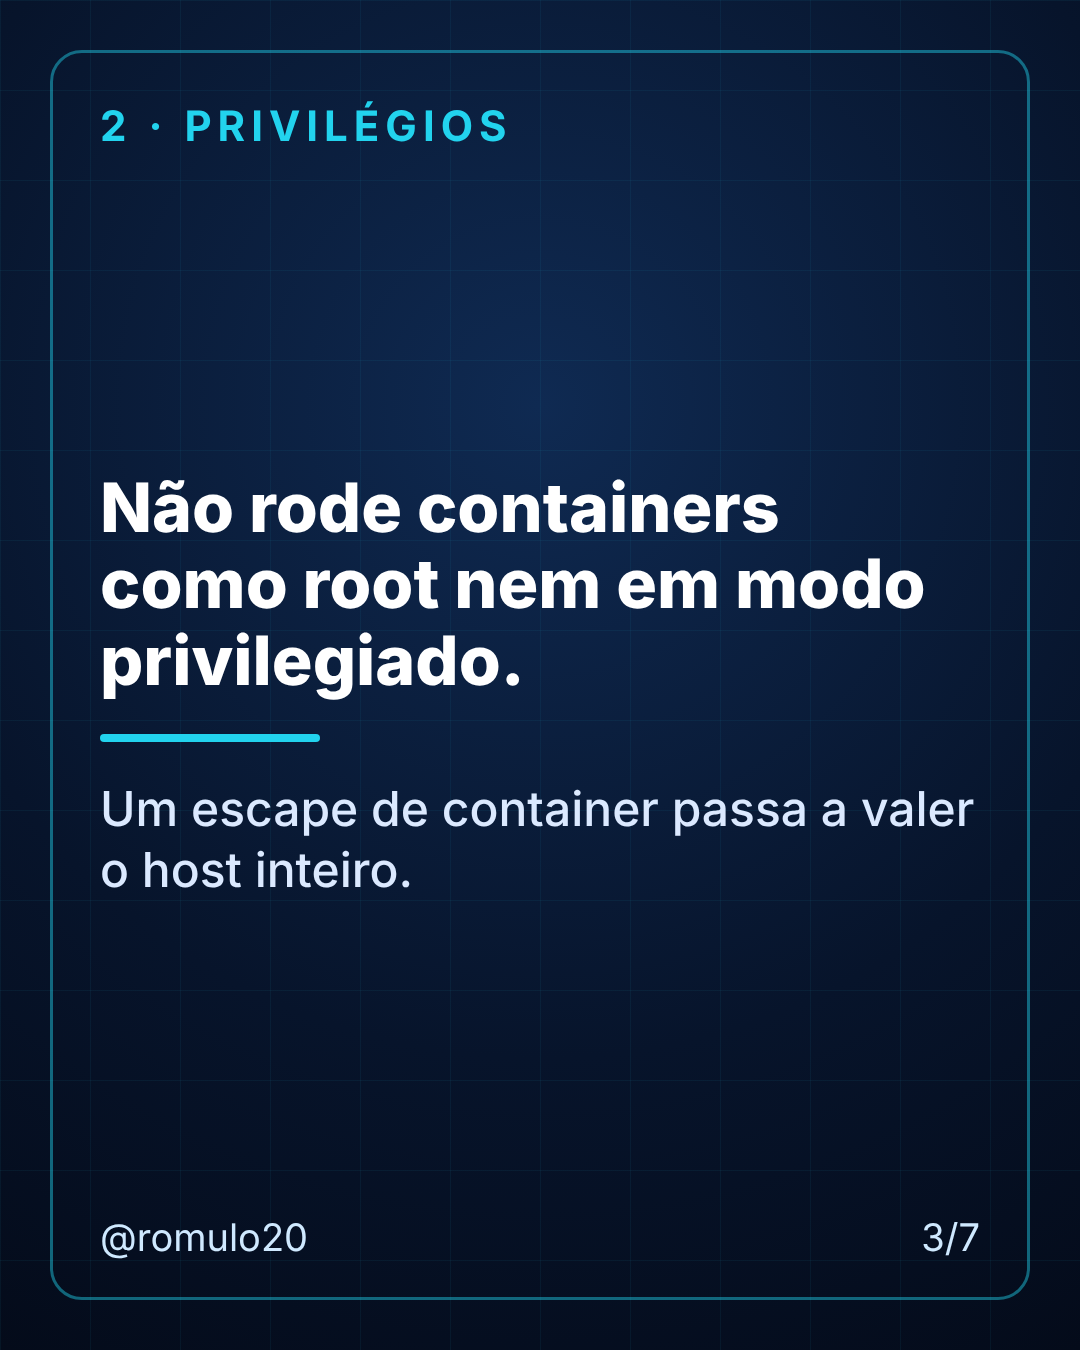 2 · PRIVILÉGIOS
Não rode containers
como root nem em modo
privilegiado.
Um escape de container passa a valer
o host inteiro.
@romulo20
3/7